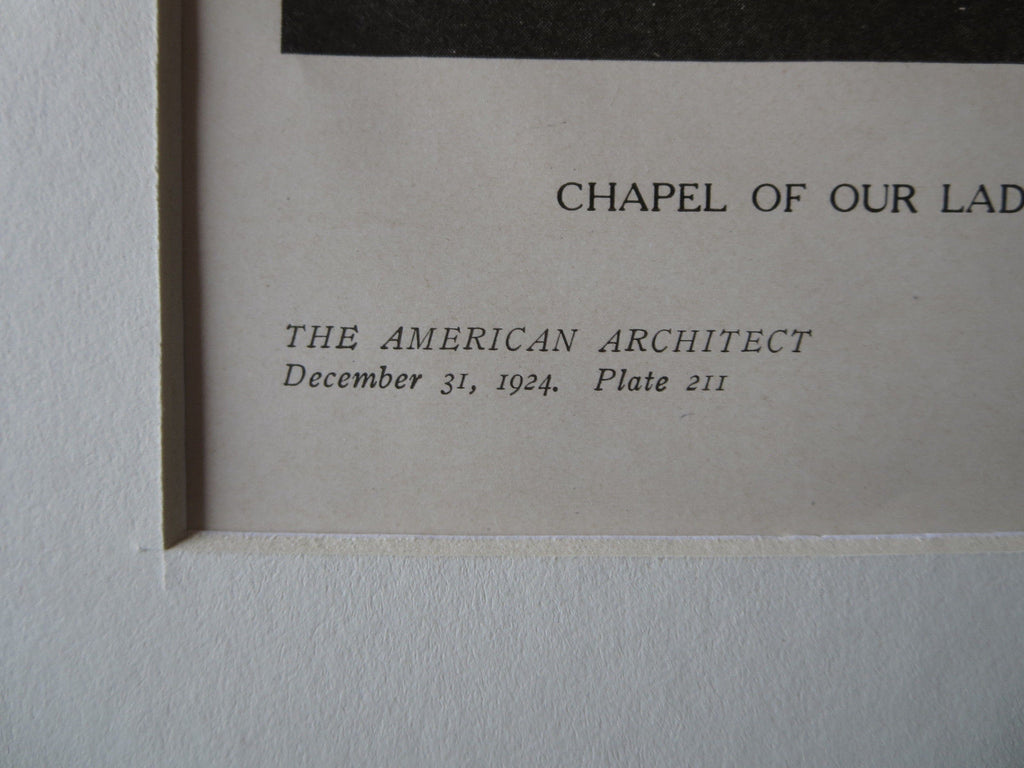 CHAPEL OF OUR LAD
THE AMERICAN ARCHITECT
December 31, 1924. Plate 211